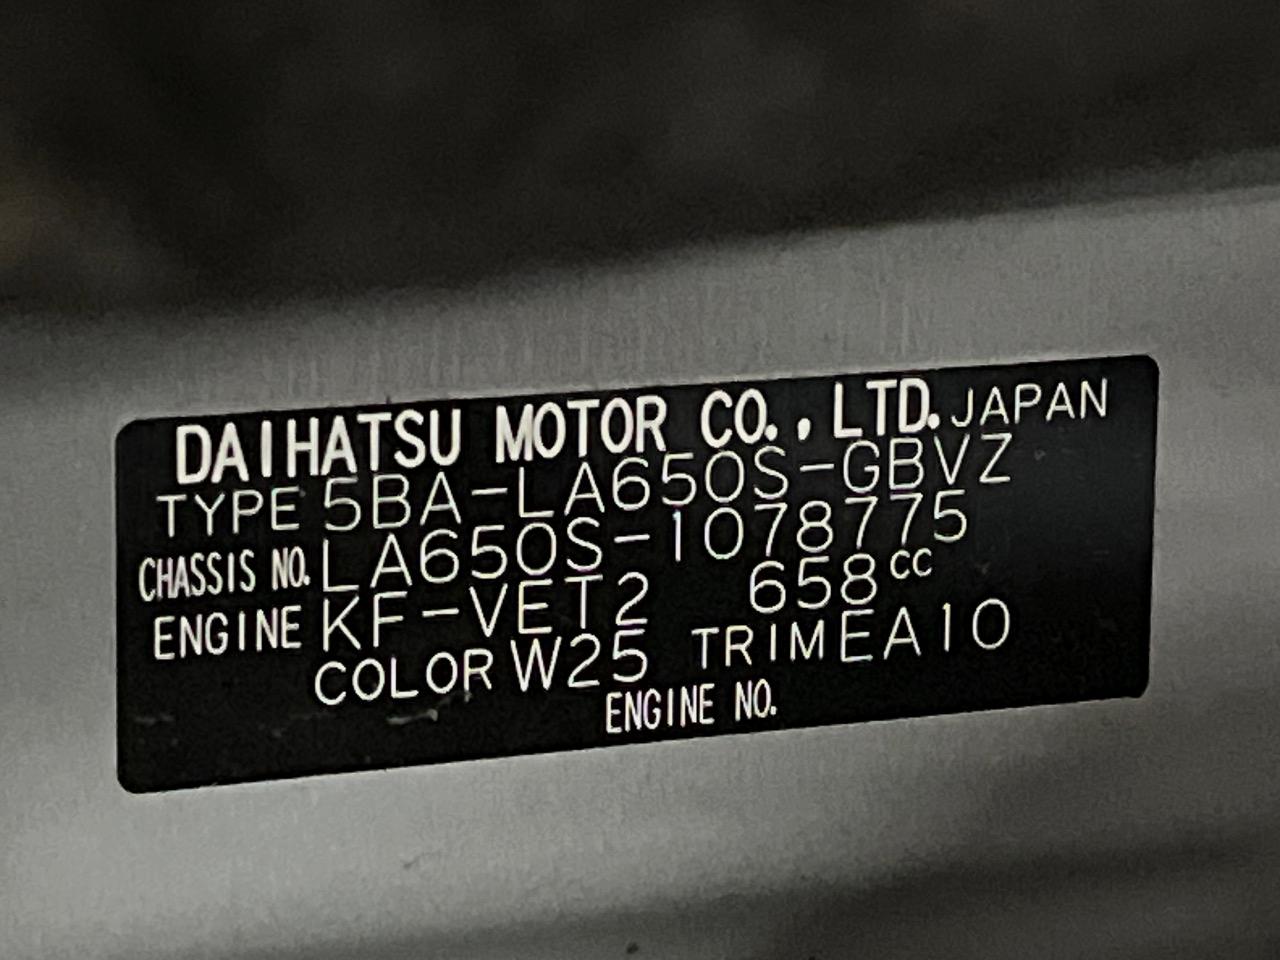 DAIHATSU MOTOR CO.,LTD. JAPAN
TYPE 5BA-LA650S-GBVZ
CHASSIS NO. LA650S-1078775
ENGINE KF-VET2 658cc
COLOR W25 TRIM EA10
ENGINE NO.